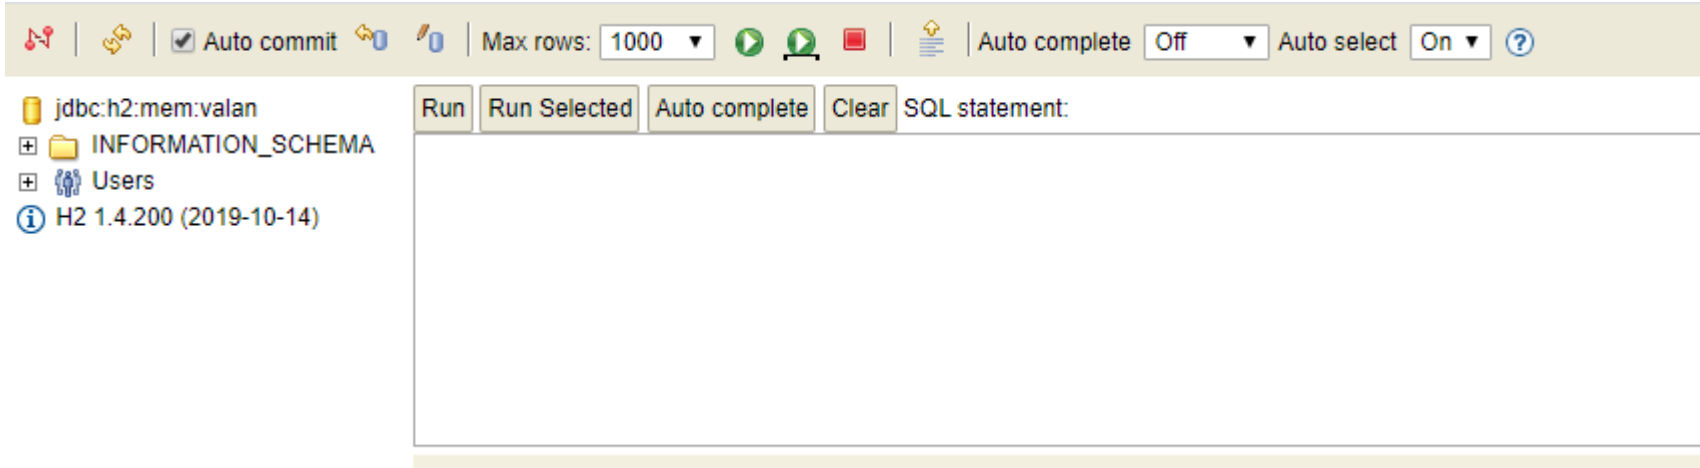 Auto commit Max rows: 1000 Auto complete Off Auto select On ?
jdbc:h2:mem:valan
INFORMATION_SCHEMA
Users
H2 1.4.200 (2019-10-14)
Run Run Selected Auto complete Clear SQL statement: